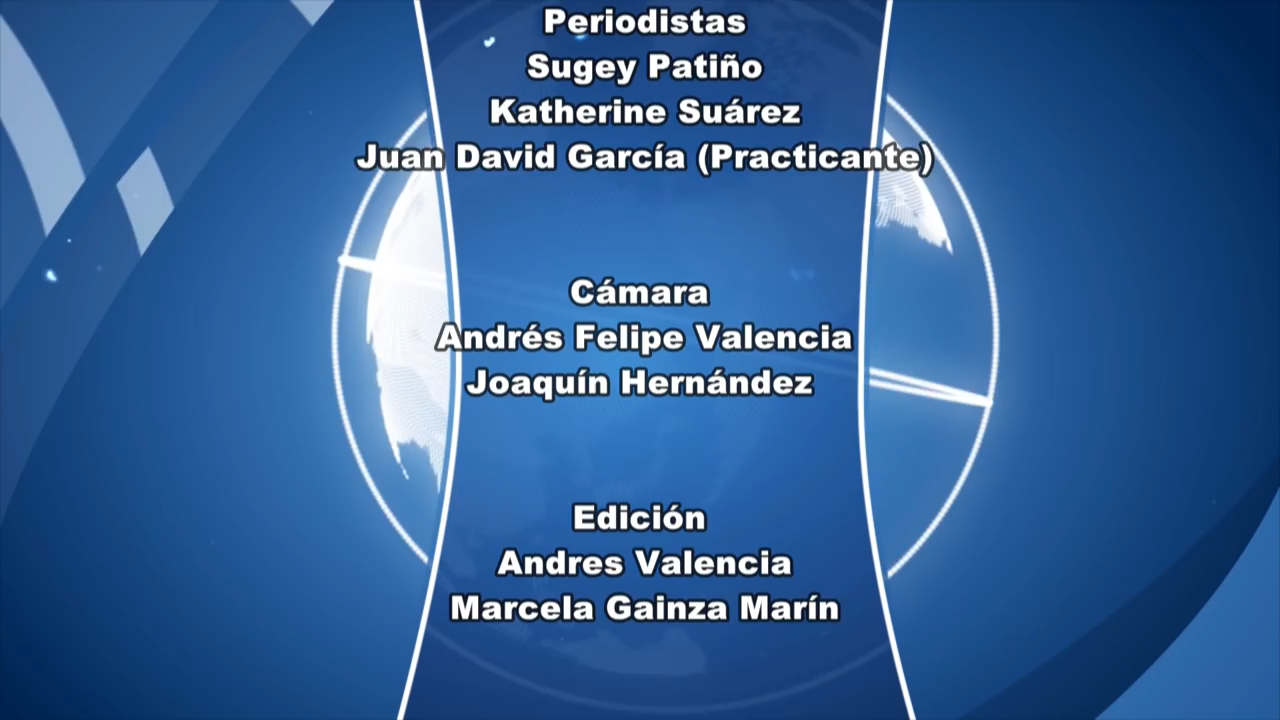 Periodistas
Sugey Patiño
Katherine Suárez
Juan David García (Practicante)
Cámara
Andrés Felipe Valencia
Joaquín Hernández
Edición
Andres Valencia
Marcela Gainza Marín